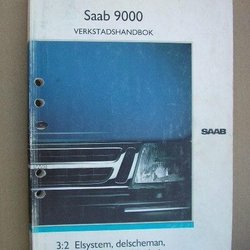 Saab 9000
VERKSTADSHANDBOK
SAAB
3:2 Elsystem, delscheman,